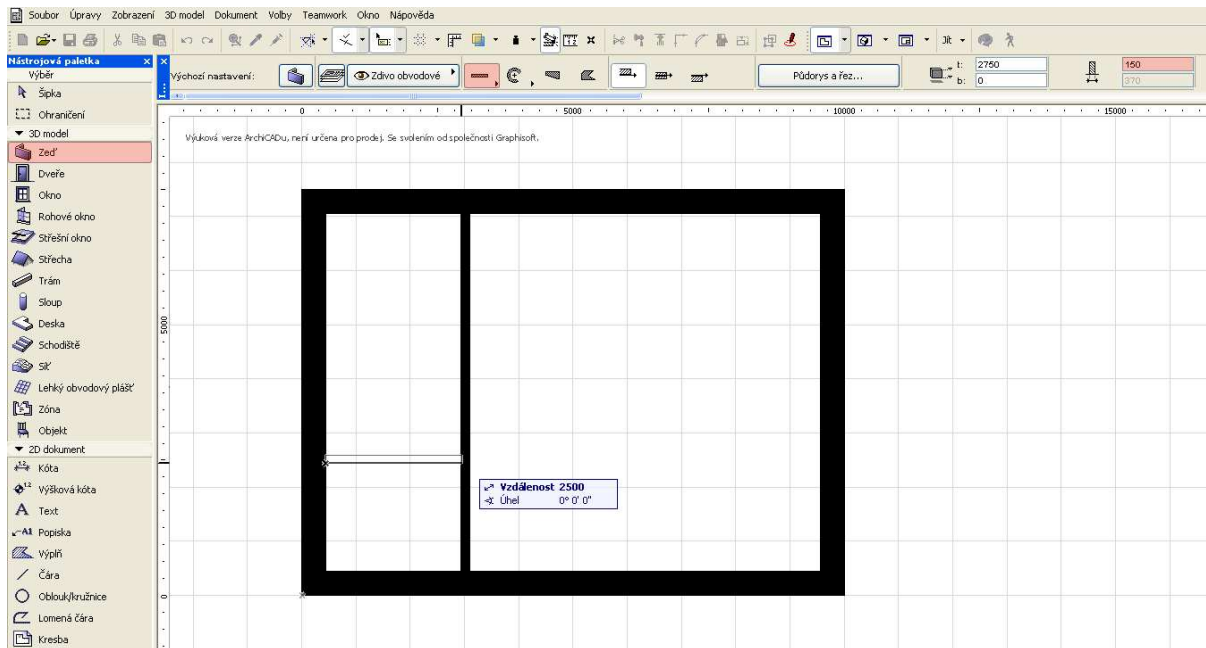 Soubor Úpravy Zobrazení 3D model Dokument Volby Teamwork Okno Nápověda
Nástrojová paletka
Výběr
Šipka
Ohraničení
3D model
Zeď
Dveře
Okno
Rohové okno
Střešní okno
Střecha
Trám
Sloup
Deska
Schodiště
Síť
Lehký obvodový plášť
Zóna
Objekt
2D dokument
Kóta
Výšková kóta
Text
Popiska
Výplň
Čára
Oblouk/kružnice
Lomená čára
Kresba
Výchozí nastavení:
Zdivo obvodové
Půdorys a řez...
t: 2750
b: 0
150
370
0 5000 10000 15000
Výuková verze ArchiCADu, není určena pro prodej. Se svolením od společnosti Graphisoft.
5000
0
Vzdálenost 2500
Úhel 0° 0' 0"